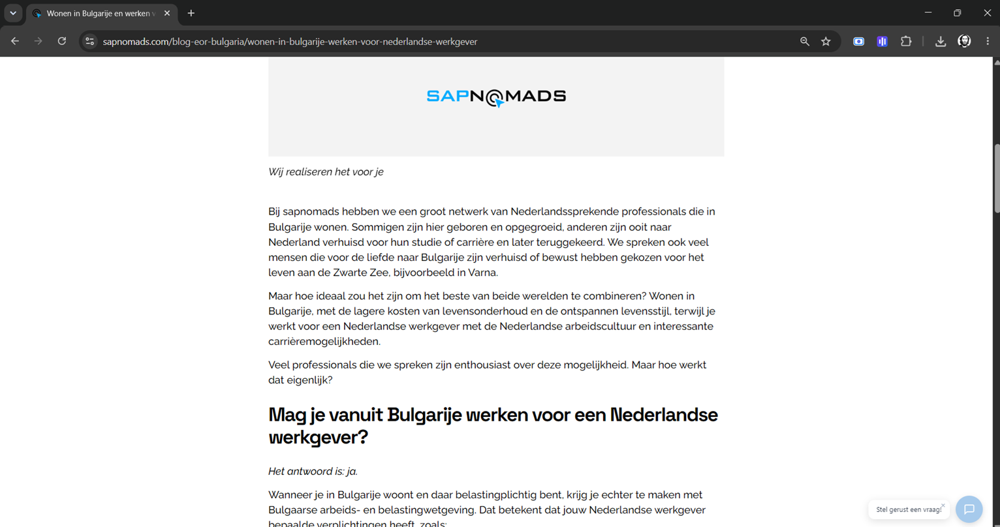 Wonen in Bulgarije en werken v
sapnomads.com/blog-eor-bulgaria/wonen-in-bulgarije-werken-voor-nederlandse-werkgever
SAPNOMADS
Wij realiseren het voor je
Bij sapnomads hebben we een groot netwerk van Nederlandssprekende professionals die in
Bulgarije wonen. Sommigen zijn hier geboren en opgegroeid, anderen zijn ooit naar
Nederland verhuisd voor hun studie of carrière en later teruggekeerd. We spreken ook veel
mensen die voor de liefde naar Bulgarije zijn verhuisd of bewust hebben gekozen voor het
leven aan de Zwarte Zee, bijvoorbeeld in Varna.
Maar hoe ideaal zou het zijn om het beste van beide werelden te combineren? Wonen in
Bulgarije, met de lagere kosten van levensonderhoud en de ontspannen levensstijl, terwijl je
werkt voor een Nederlandse werkgever met de Nederlandse arbeidscultuur en interessante
carrièremogelijkheden.
Veel professionals die we spreken zijn enthousiast over deze mogelijkheid. Maar hoe werkt
dat eigenlijk?
Mag je vanuit Bulgarije werken voor een Nederlandse
werkgever?
Het antwoord is: ja.
Wanneer je in Bulgarije woont en daar belastingplichtig bent, krijg je echter te maken met
Bulgaarse arbeids- en belastingwetgeving. Dat betekent dat jouw Nederlandse werkgever
bepaalde verplichtingen heeft, zoals:
Stel gerust een vraag!